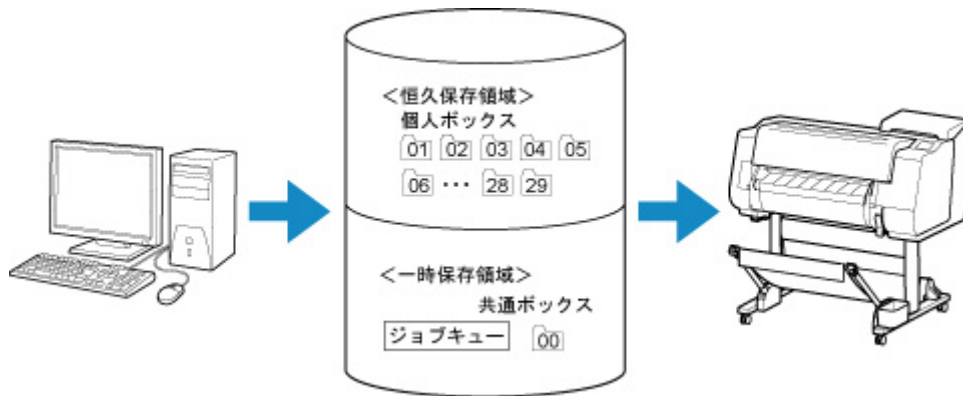 ＜恒久保存領域＞
個人ボックス
01 02 03 04 05
06 ･･･ 28 29
＜一時保存領域＞
共通ボックス
ジョブキュー 00